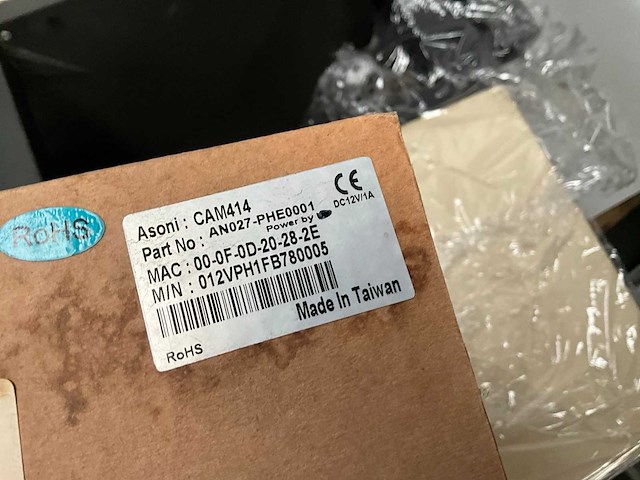 RoHS
Asoni : CAM414
Part No : AN027-PHE0001
Power by
CE
DC12V/1A
MAC : 00-0F-0D-20-28-2E
M/N : 012VPH1FB780005
Made In Taiwan
RoHS